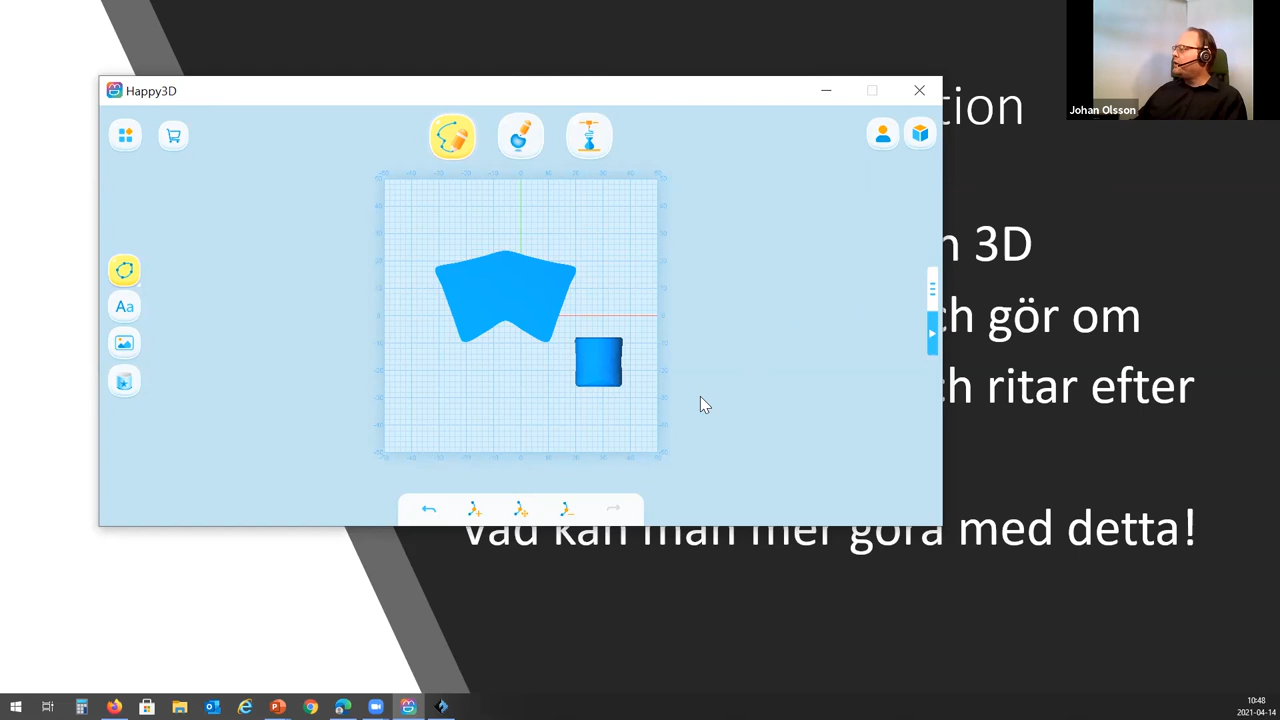 Happy3D
Johan Olsson
tion
n 3D
ch gör om
ch ritar efter
Vad kan man mer göra med detta!
Aa
10:48
2021-04-14